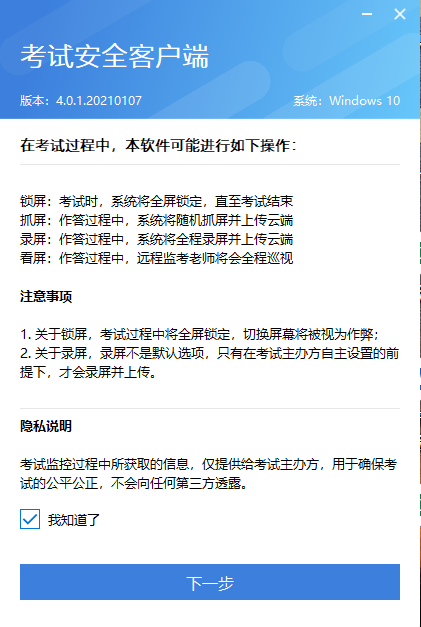 考试安全客户端
版本：4.0.1.20210107 系统：Windows 10
在考试过程中，本软件可能进行如下操作：
锁屏：考试时，系统将全屏锁定，直至考试结束
抓屏：作答过程中，系统将随机抓屏并上传云端
录屏：作答过程中，系统将全程录屏并上传云端
看屏：作答过程中，远程监考老师将会全程巡视
注意事项
1. 关于锁屏，考试过程中将全屏锁定，切换屏幕将被视为作弊；
2. 关于录屏，录屏不是默认选项，只有在考试主办方自主设置的前
提下，才会录屏并上传。
隐私说明
考试监控过程中所获取的信息，仅提供给考试主办方，用于确保考
试的公平公正，不会向任何第三方透露。
我知道了
下一步